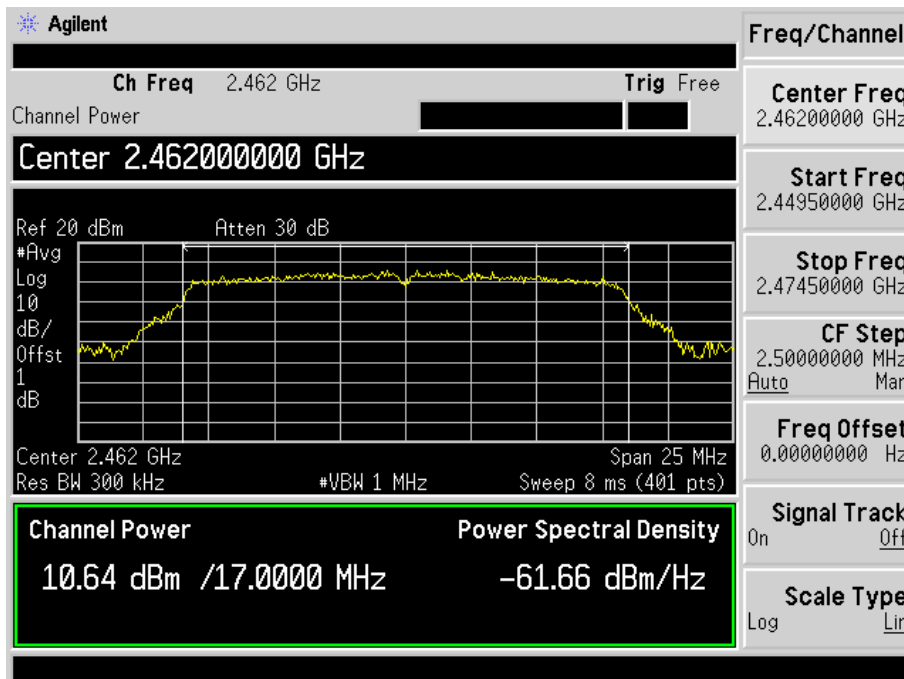 Agilent
Ch Freq 2.462 GHz Trig Free
Channel Power
Center 2.462000000 GHz
Ref 20 dBm Atten 30 dB
#Avg
Log
10
dB/
Offst
1
dB
Center 2.462 GHz Span 25 MHz
Res BW 300 kHz #VBW 1 MHz Sweep 8 ms (401 pts)
Channel Power Power Spectral Density
10.64 dBm /17.0000 MHz -61.66 dBm/Hz
Freq/Channel
Center Freq
2.46200000 GHz
Start Freq
2.44950000 GHz
Stop Freq
2.47450000 GHz
CF Step
2.50000000 MHz
Auto Man
Freq Offset
0.00000000 Hz
Signal Track
On Off
Scale Type
Log Lin